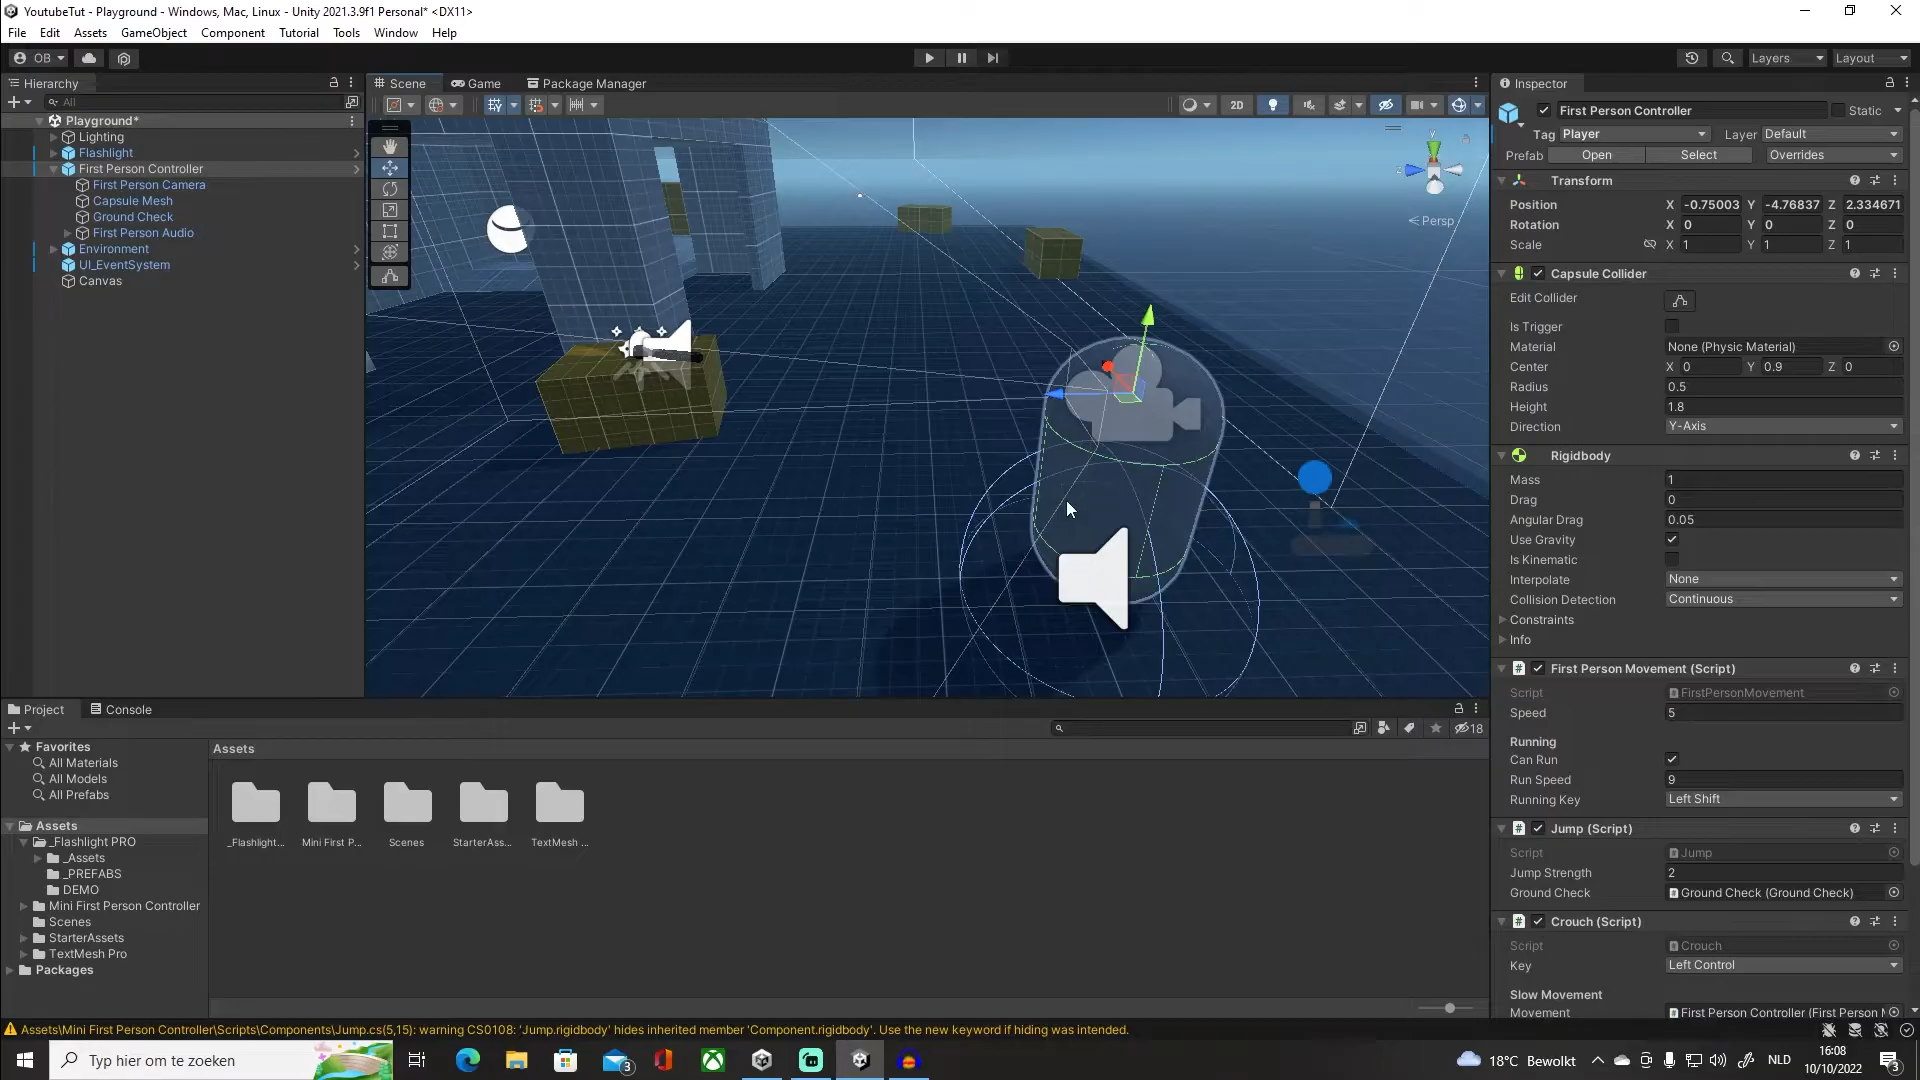 YoutubeTut - Playground - Windows, Mac, Linux - Unity 2021.3.9f1 Personal* <DX11>
File Edit Assets GameObject Component Tutorial Tools Window Help
OB Layers Layout
Hierarchy
All
Playground*
Lighting
Flashlight
First Person Controller
First Person Camera
Capsule Mesh
Ground Check
First Person Audio
Environment
UI_EventSystem
Canvas
Scene Game Package Manager
2D
Y
Persp
Inspector
First Person Controller Static
Tag Player Layer Default
Prefab Open Select Overrides
Transform
Position X -0.75003 Y -4.76837 Z 2.334671
Rotation X 0 Y 0 Z 0
Scale X 1 Y 1 Z 1
Capsule Collider
Edit Collider
Is Trigger
Material None (Physic Material)
Center X 0 Y 0.9 Z 0
Radius 0.5
Height 1.8
Direction Y-Axis
Rigidbody
Mass 1
Drag 0
Angular Drag 0.05
Use Gravity
Is Kinematic
Interpolate None
Collision Detection Continuous
Constraints
Info
First Person Movement (Script)
Script FirstPersonMovement
Speed 5
Running
Can Run
Run Speed 9
Running Key Left Shift
Jump (Script)
Script Jump
Jump Strength 2
Ground Check Ground Check (Ground Check)
Crouch (Script)
Script Crouch
Key Left Control
Slow Movement
Movement First Person Controller (First Person M
Project Console
18
Favorites
All Materials
All Models
All Prefabs
Assets
_Flashlight PRO
_Assets
_PREFABS
DEMO
Mini First Person Controller
Scenes
StarterAssets
TextMesh Pro
Packages
Assets
_Flashlight... Mini First P... Scenes StarterAss... TextMesh ...
Assets\Mini First Person Controller\Scripts\Components\Jump.cs(5,15): warning CS0108: 'Jump.rigidbody' hides inherited member 'Component.rigidbody'. Use the new keyword if hiding was intended.
Typ hier om te zoeken
3
18°C Bewolkt
NLD
16:08
10/10/2022
3